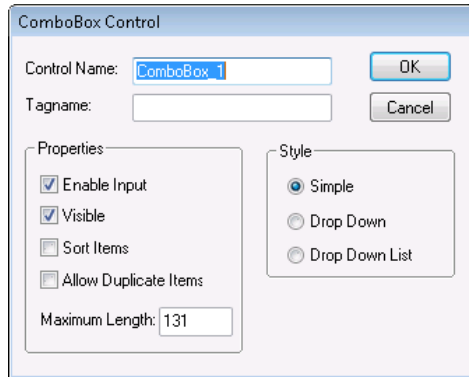 ComboBox Control
Control Name: ComboBox_1 OK
Tagname: Cancel
Properties
Enable Input
Visible
Sort Items
Allow Duplicate Items
Maximum Length: 131
Style
Simple
Drop Down
Drop Down List